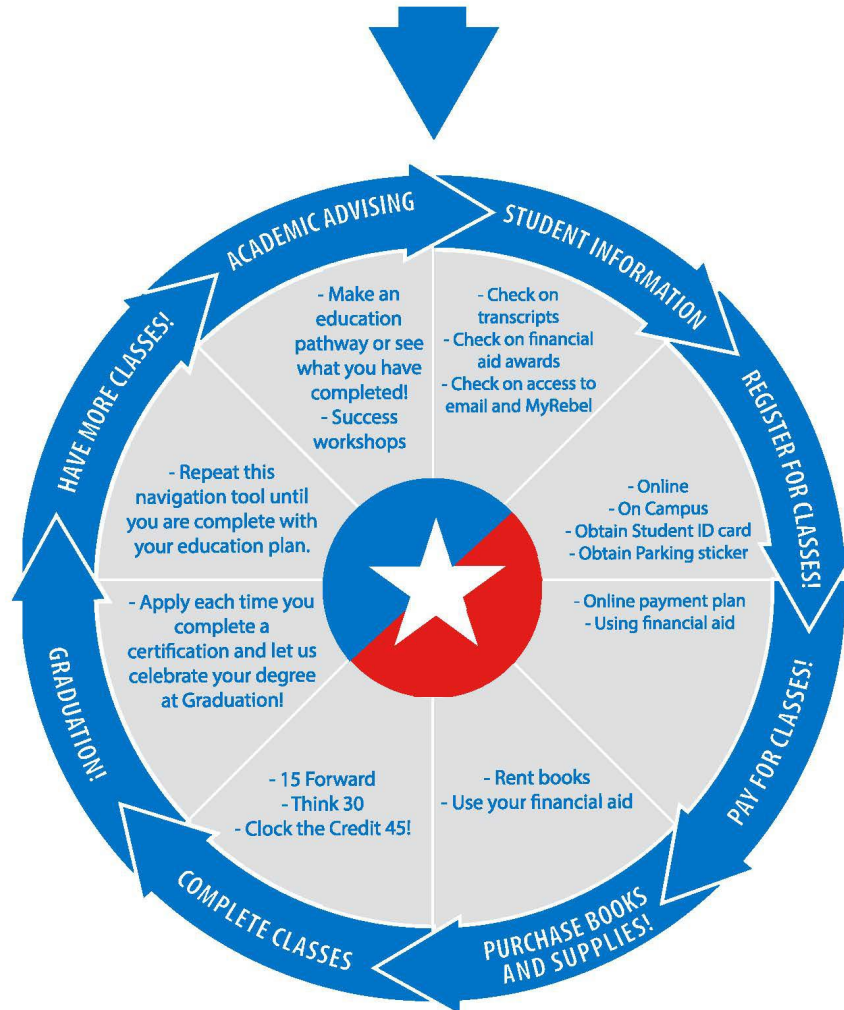 ACADEMIC ADVISING
- Make an
education
pathway or see
what you have
completed!
- Success
workshops
STUDENT INFORMATION
- Check on
transcripts
- Check on financial
aid awards
- Check on access to
email and MyRebel
REGISTER FOR CLASSES!
- Online
- On Campus
- Obtain Student ID card
- Obtain Parking sticker
PAY FOR CLASSES!
- Online payment plan
- Using financial aid
PURCHASE BOOKS
AND SUPPLIES!
- Rent books
- Use your financial aid
COMPLETE CLASSES
- 15 Forward
- Think 30
- Clock the Credit 45!
GRADUATION!
- Apply each time you
complete a
certification and let us
celebrate your degree
at Graduation!
HAVE MORE CLASSES!
- Repeat this
navigation tool until
you are complete with
your education plan.